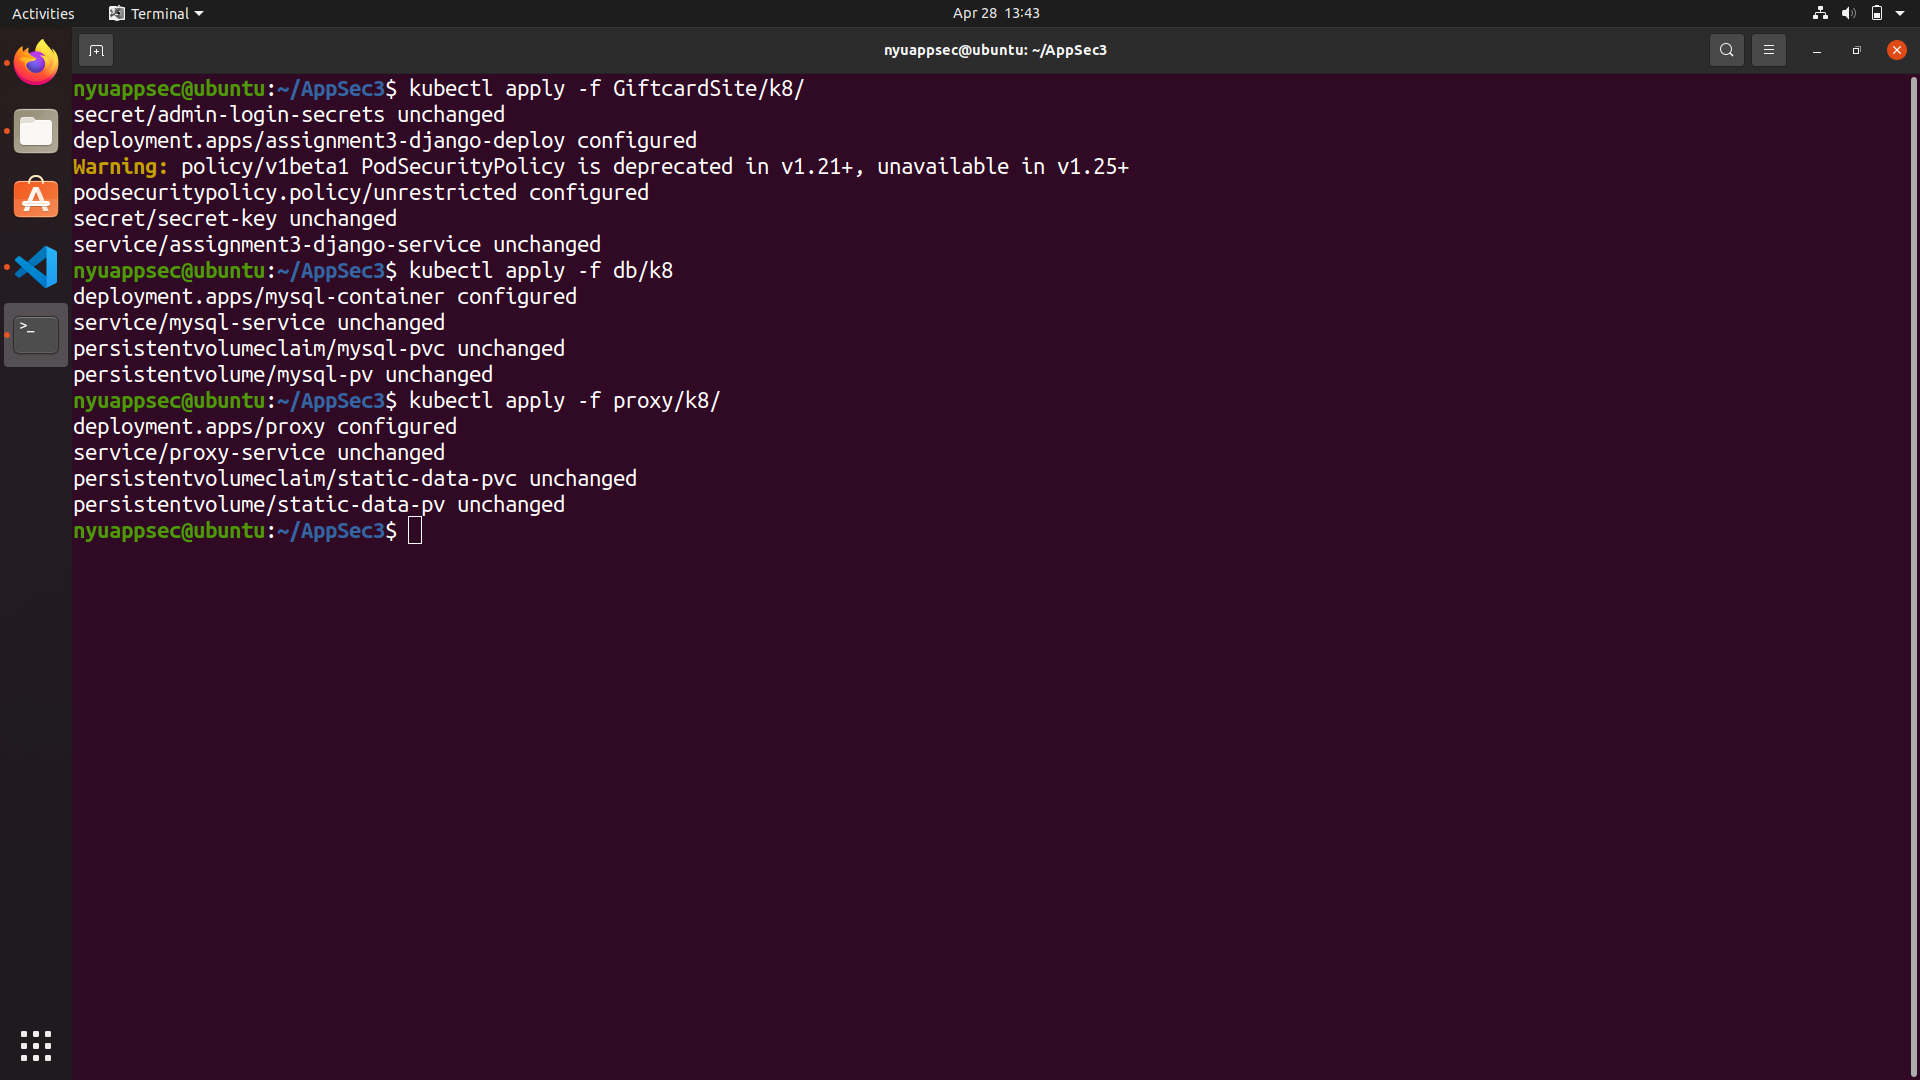 Activities
Terminal
Apr 28 13:43
nyuappsec@ubuntu: ~/AppSec3
nyuappsec@ubuntu:~/AppSec3$ kubectl apply -f GiftcardSite/k8/
secret/admin-login-secrets unchanged
deployment.apps/assignment3-django-deploy configured
Warning: policy/v1beta1 PodSecurityPolicy is deprecated in v1.21+, unavailable in v1.25+
podsecuritypolicy.policy/unrestricted configured
secret/secret-key unchanged
service/assignment3-django-service unchanged
nyuappsec@ubuntu:~/AppSec3$ kubectl apply -f db/k8
deployment.apps/mysql-container configured
service/mysql-service unchanged
persistentvolumeclaim/mysql-pvc unchanged
persistentvolume/mysql-pv unchanged
nyuappsec@ubuntu:~/AppSec3$ kubectl apply -f proxy/k8/
deployment.apps/proxy configured
service/proxy-service unchanged
persistentvolumeclaim/static-data-pvc unchanged
persistentvolume/static-data-pv unchanged
nyuappsec@ubuntu:~/AppSec3$